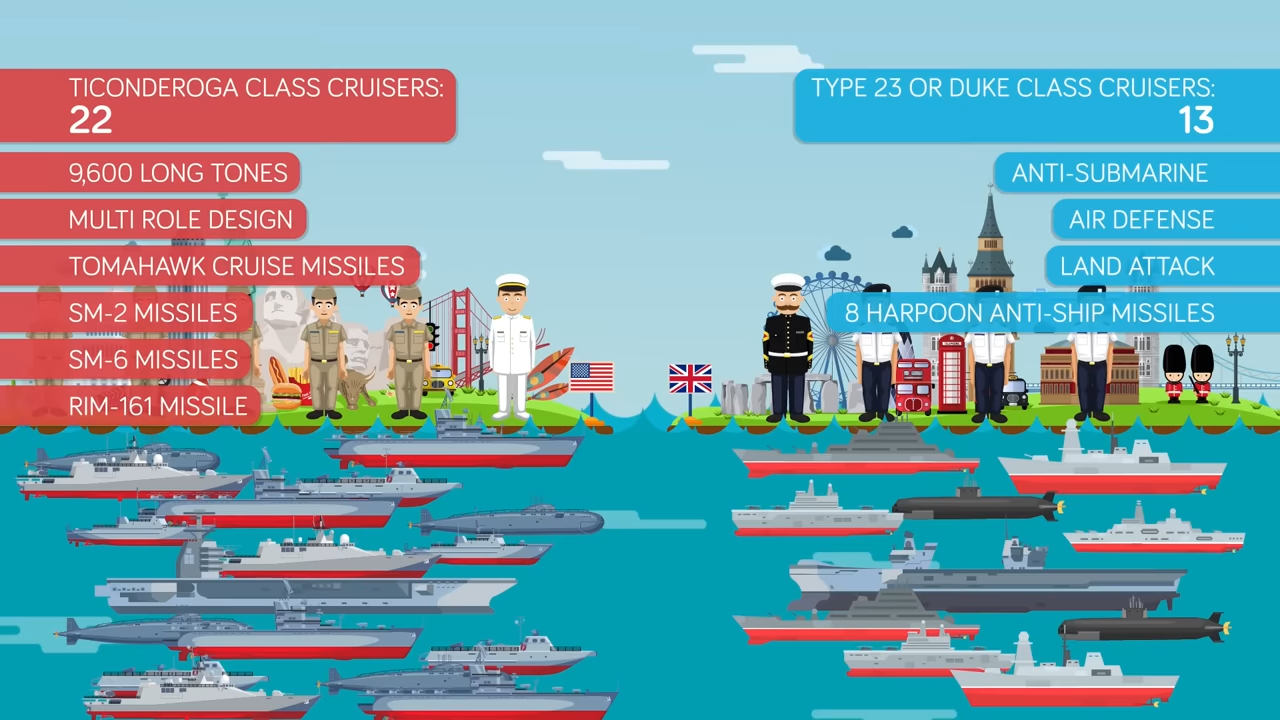 TICONDEROGA CLASS CRUISERS:
22
9,600 LONG TONES
MULTI ROLE DESIGN
TOMAHAWK CRUISE MISSILES
SM-2 MISSILES
SM-6 MISSILES
RIM-161 MISSILE
TYPE 23 OR DUKE CLASS CRUISERS:
13
ANTI-SUBMARINE
AIR DEFENSE
LAND ATTACK
8 HARPOON ANTI-SHIP MISSILES